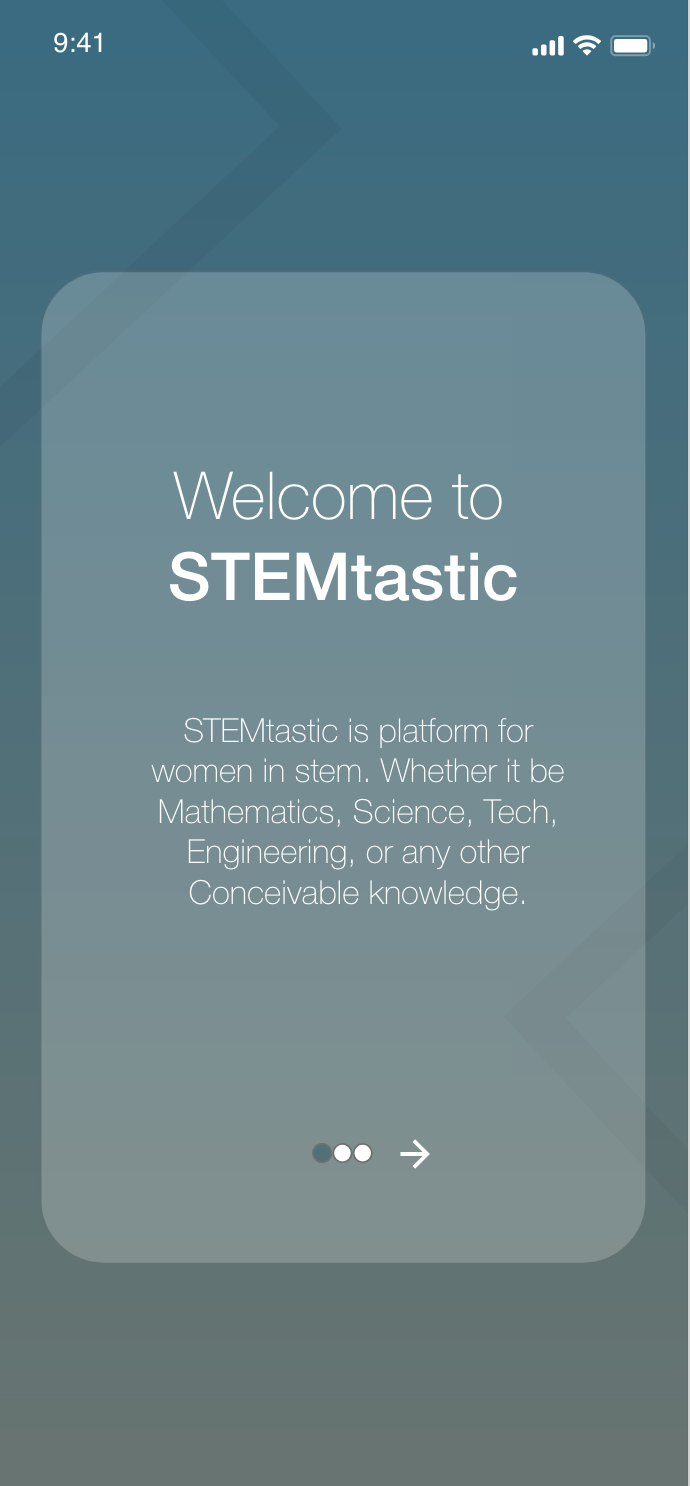 9:41
Welcome to
STEMtastic
STEMtastic is platform for
women in stem. Whether it be
Mathematics, Science, Tech,
Engineering, or any other
Conceivable knowledge.